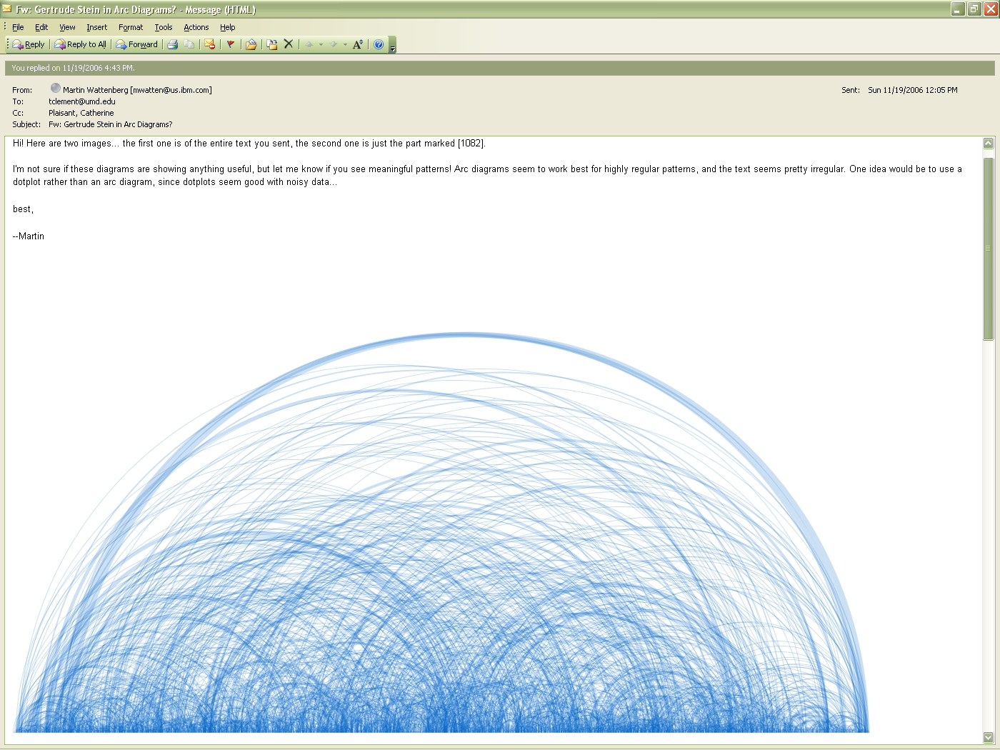 Fw: Gertrude Stein in Arc Diagrams? - Message (HTML)
File Edit View Insert Format Tools Actions Help
Reply Reply to All Forward
You replied on 11/19/2006 4:43 PM.
From: Martin Wattenberg [mwatten@us.ibm.com] Sent: Sun 11/19/2006 12:05 PM
To: tclement@umd.edu
Cc: Plaisant, Catherine
Subject: Fw: Gertrude Stein in Arc Diagrams?
Hi! Here are two images... the first one is of the entire text you sent, the second one is just the part marked [1082].
I'm not sure if these diagrams are showing anything useful, but let me know if you see meaningful patterns! Arc diagrams seem to work best for highly regular patterns, and the text seems pretty irregular. One idea would be to use a
dotplot rather than an arc diagram, since dotplots seem good with noisy data...
best,
--Martin